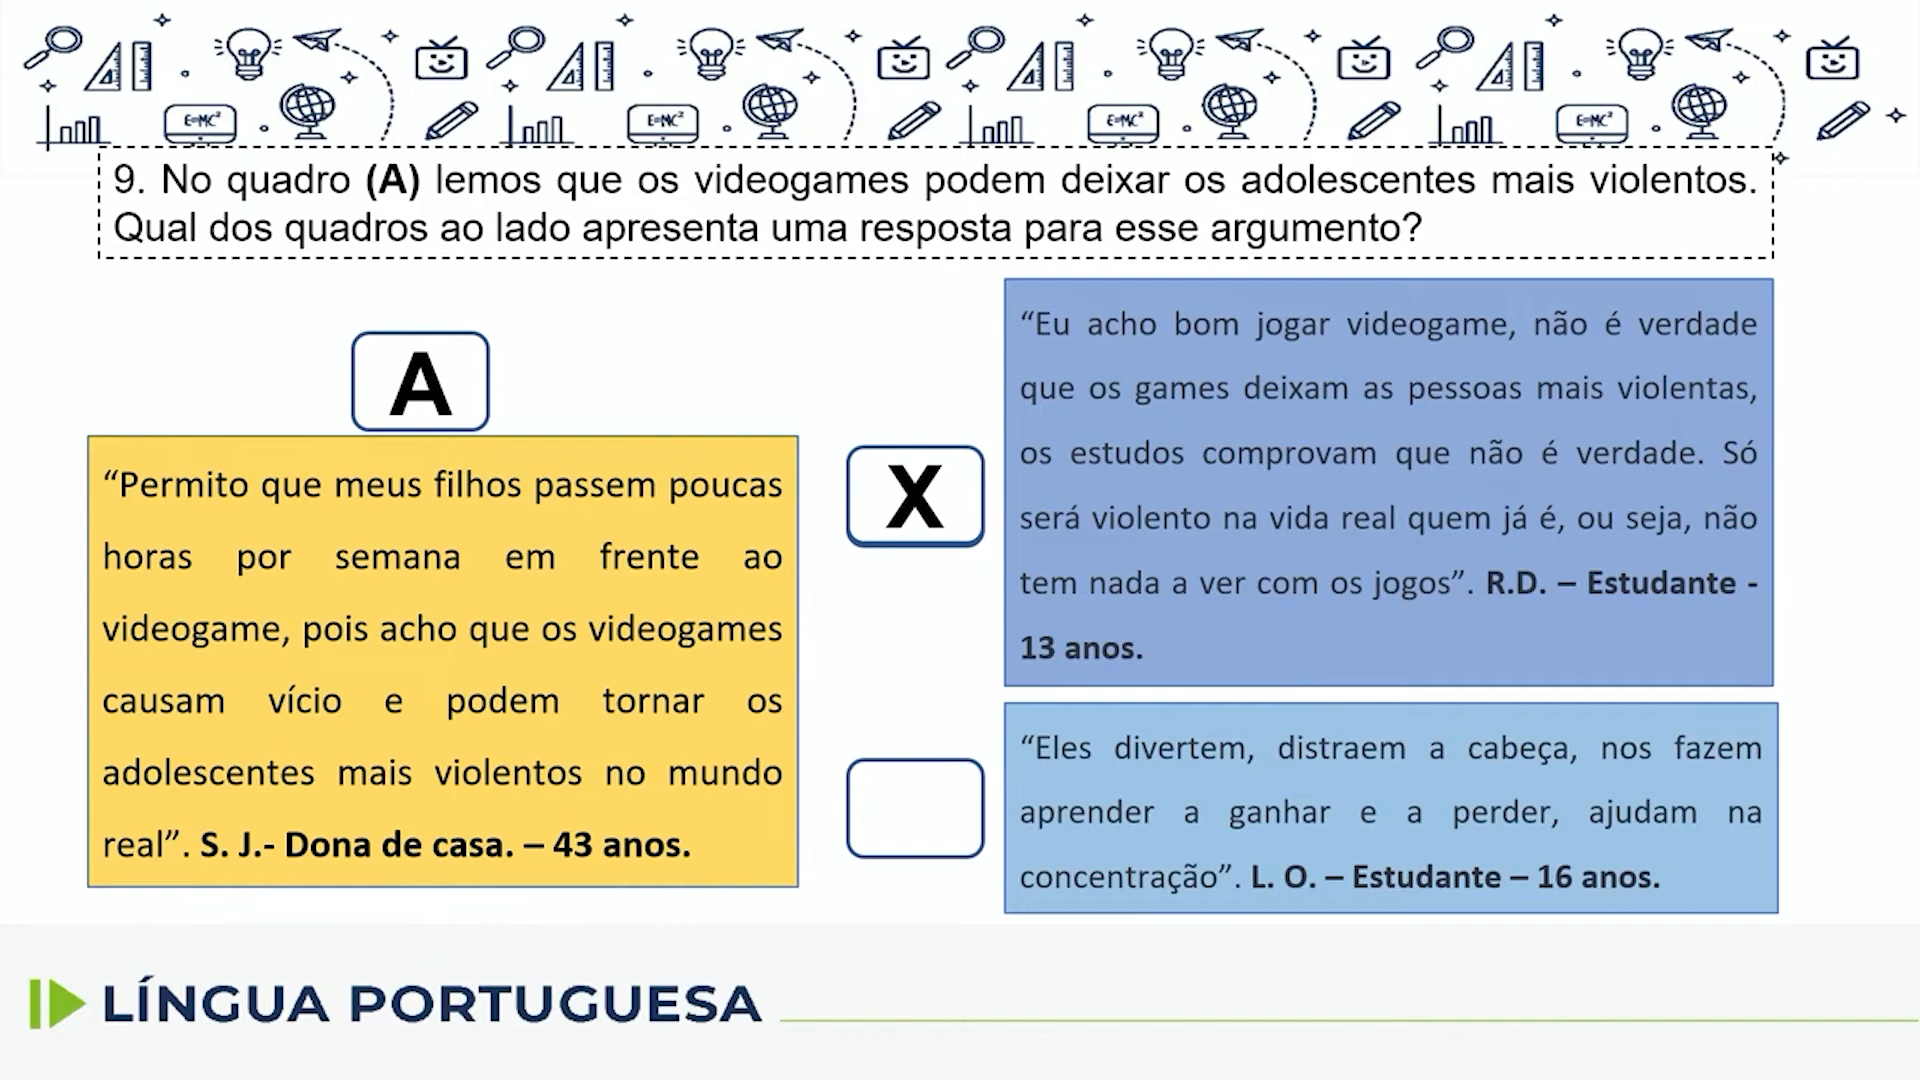 E=MC²
E=MC²
E=MC²
E=MC²
9. No quadro (A) lemos que os videogames podem deixar os adolescentes mais violentos.
Qual dos quadros ao lado apresenta uma resposta para esse argumento?
A
“Permito que meus filhos passem poucas
horas por semana em frente ao
videogame, pois acho que os videogames
causam vício e podem tornar os
adolescentes mais violentos no mundo
real”. S. J.- Dona de casa. – 43 anos.
X
“Eu acho bom jogar videogame, não é verdade
que os games deixam as pessoas mais violentas,
os estudos comprovam que não é verdade. Só
será violento na vida real quem já é, ou seja, não
tem nada a ver com os jogos”. R.D. – Estudante -
13 anos.
“Eles divertem, distraem a cabeça, nos fazem
aprender a ganhar e a perder, ajudam na
concentração”. L. O. – Estudante – 16 anos.
LÍNGUA PORTUGUESA